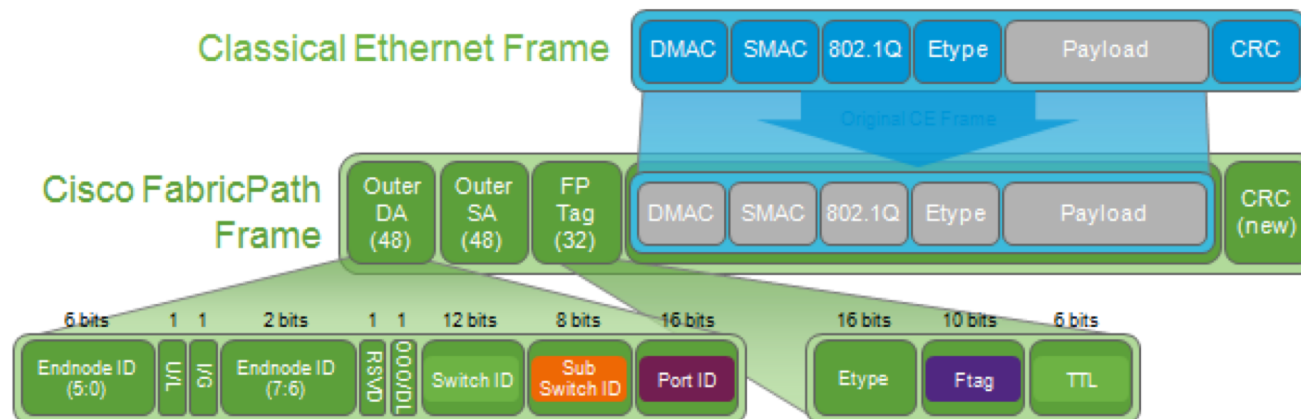 Classical Ethernet Frame
DMAC SMAC 802.1Q Etype Payload CRC
Original CE Frame
Cisco FabricPath
Frame
Outer
DA
(48)
Outer
SA
(48)
FP
Tag
(32)
DMAC SMAC 802.1Q Etype Payload
CRC
(new)
6 bits 1 1 2 bits 1 1 12 bits 8 bits 16 bits
Endnode ID
(5:0)
U/L
I/G
Endnode ID
(7:6)
RSVD
OOO/DL
Switch ID
Sub
Switch ID
Port ID
16 bits 10 bits 6 bits
Etype Ftag TTL